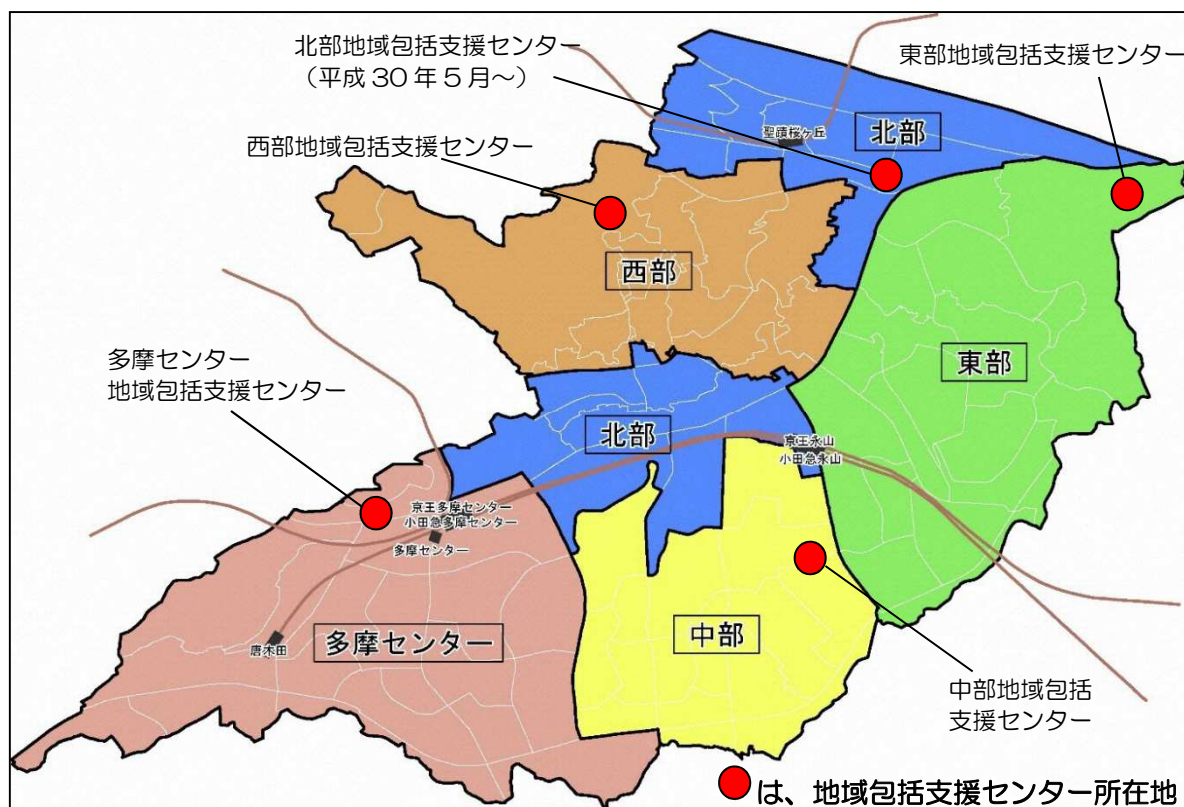 北部地域包括支援センター
（平成30年5月～）
東部地域包括支援センター
聖蹟桜ヶ丘
北部
西部地域包括支援センター
西部
多摩センター
地域包括支援センター
東部
北部
京王永山
小田急永山
京王多摩センター
小田急多摩センター
多摩センター
唐木田
多摩センター
中部
中部地域包括
支援センター
は、地域包括支援センター所在地